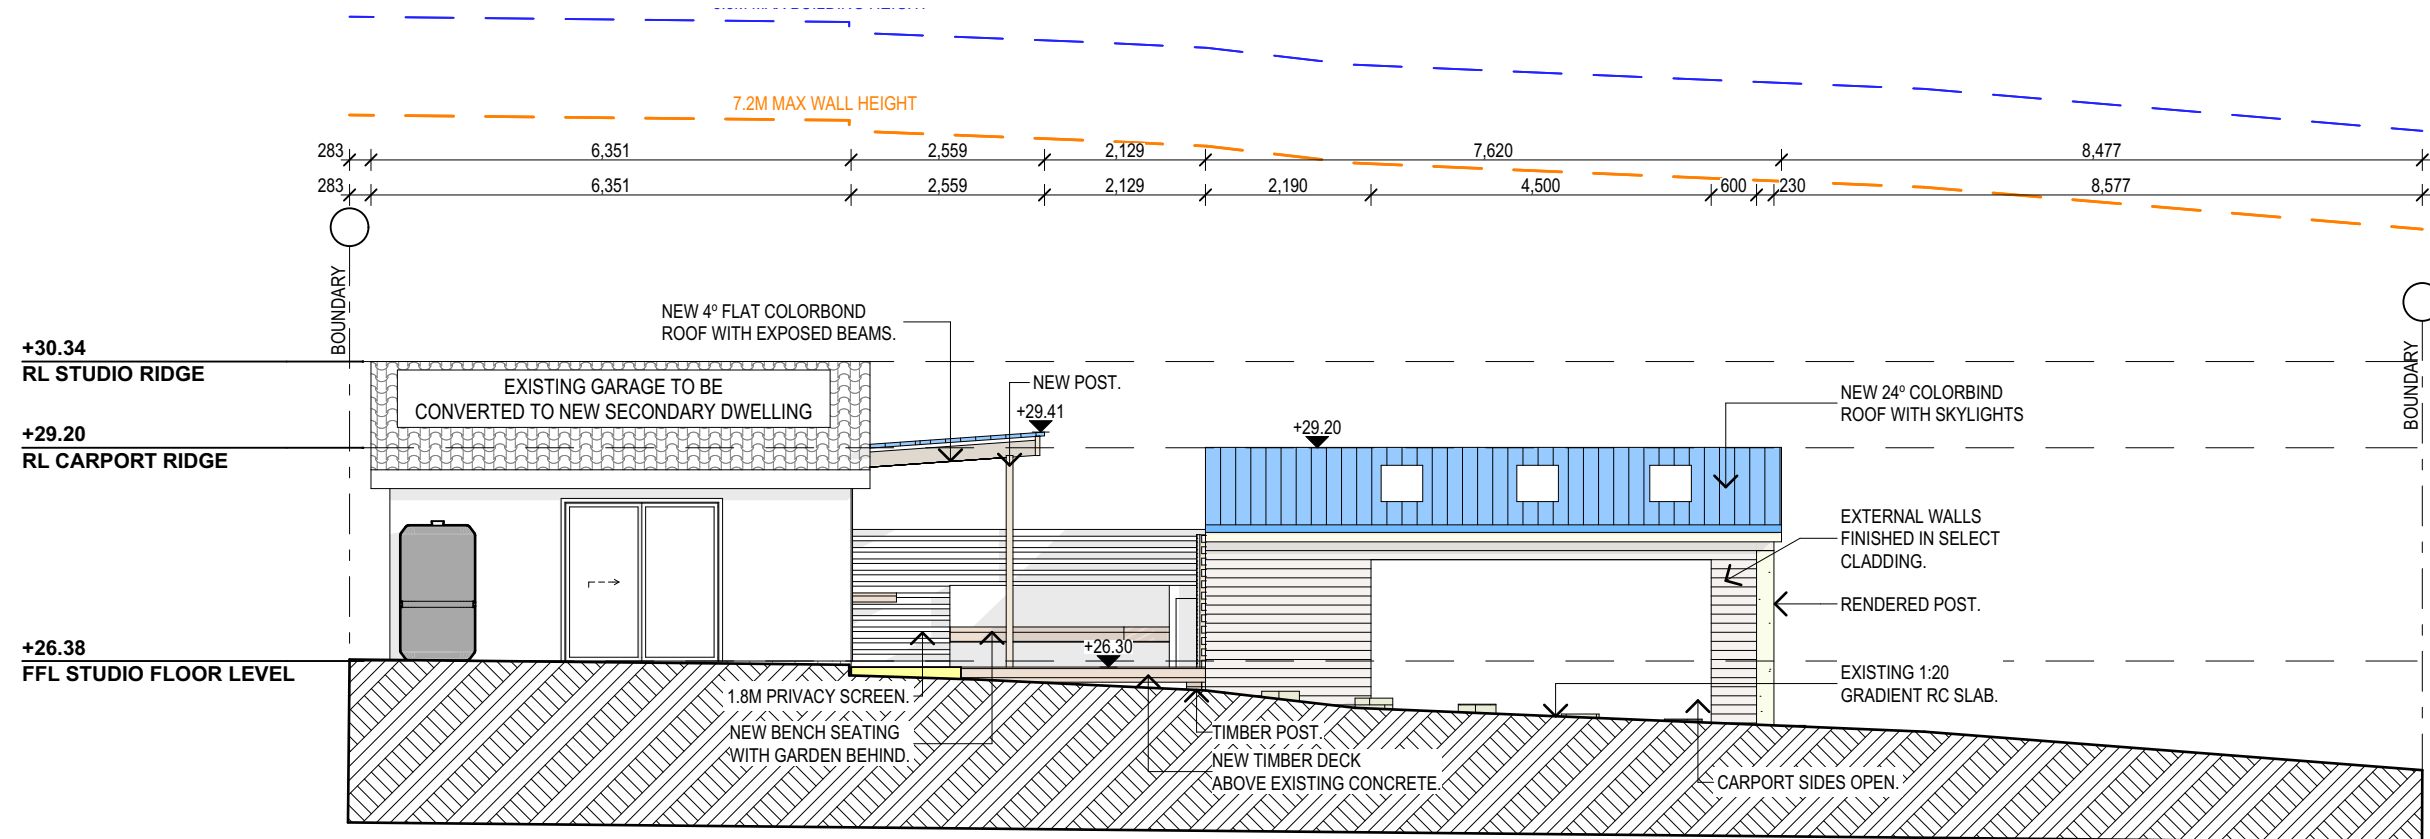 7.2M MAX WALL HEIGHT
283 6,351 2,559 2,129 7,620 8,477
283 6,351 2,559 2,129 2,190 4,500 600 230 8,577
BOUNDARY
BOUNDARY
NEW 4º FLAT COLORBOND
ROOF WITH EXPOSED BEAMS.
+30.34
RL STUDIO RIDGE
EXISTING GARAGE TO BE
CONVERTED TO NEW SECONDARY DWELLING
NEW POST.
+29.41
+29.20
NEW 24º COLORBIND
ROOF WITH SKYLIGHTS
+29.20
RL CARPORT RIDGE
EXTERNAL WALLS
FINISHED IN SELECT
CLADDING.
RENDERED POST.
+26.38
FFL STUDIO FLOOR LEVEL
+26.30
EXISTING 1:20
GRADIENT RC SLAB.
1.8M PRIVACY SCREEN.
NEW BENCH SEATING
WITH GARDEN BEHIND.
TIMBER POST.
NEW TIMBER DECK
ABOVE EXISTING CONCRETE.
CARPORT SIDES OPEN.